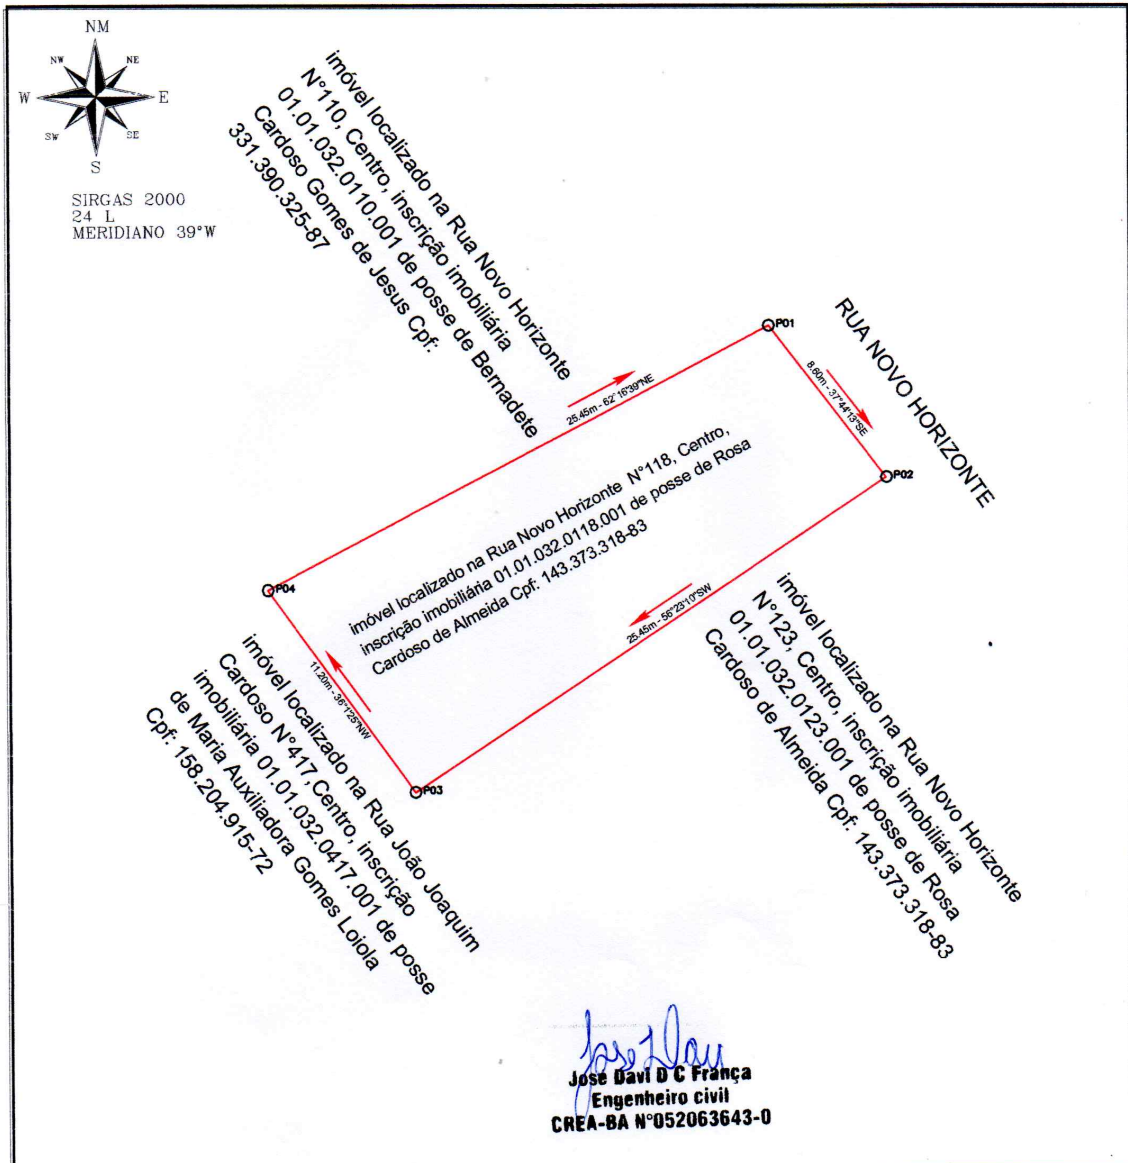 NM
NW
NE
W
E
SW
SE
S
SIRGAS 2000
24 L
MERIDIANO 39°W
imóvel localizado na Rua Novo Horizonte
N°110, Centro, inscrição imobiliária
01.01.032.0110.001 de posse de Bernadete
Cardoso Gomes de Jesus Cpf:
331.390.325-87
P01
RUA NOVO HORIZONTE
25.45m - 62°16'39"NE
8.60m - 37°44'13"SE
P02
imóvel localizado na Rua Novo Horizonte N°118, Centro,
inscrição imobiliária 01.01.032.0118.001 de posse de Rosa
Cardoso de Almeida Cpf: 143.373.318-83
P04
25.45m - 56°23'10"SW
11.20m - 36°1'25"NW
P03
imóvel localizado na Rua João Joaquim
Cardoso N°417,Centro, inscrição
imobiliária 01.01.032.0417.001 de posse
de Maria Auxiliadora Gomes Loiola
Cpf: 158.204.915-72
imóvel localizado na Rua Novo Horizonte
N°123, Centro, inscrição imobiliária
01.01.032.0123.001 de posse de Rosa
Cardoso de Almeida Cpf: 143.373.318-83
José Davi D C França
Engenheiro civil
CREA-BA N°052063643-0